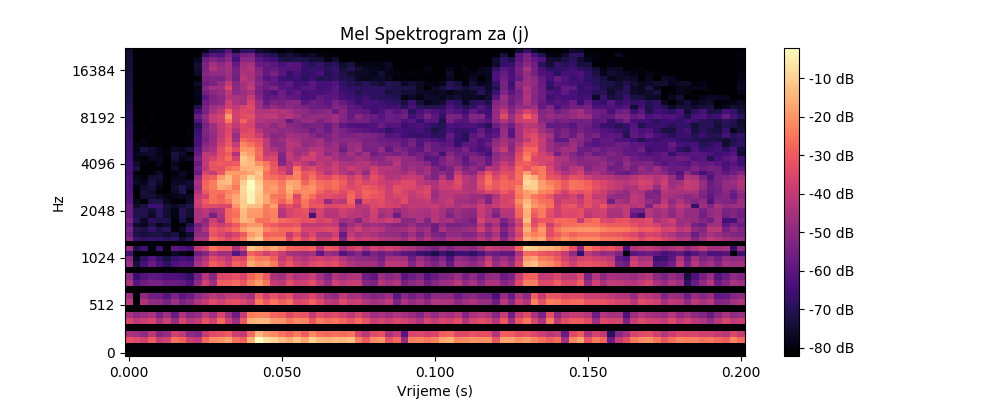 Mel Spektrogram za (j)
16384
8192
4096
2048
1024
512
0
Hz
0.000 0.050 0.100 0.150 0.200
Vrijeme (s)
-10 dB
-20 dB
-30 dB
-40 dB
-50 dB
-60 dB
-70 dB
-80 dB